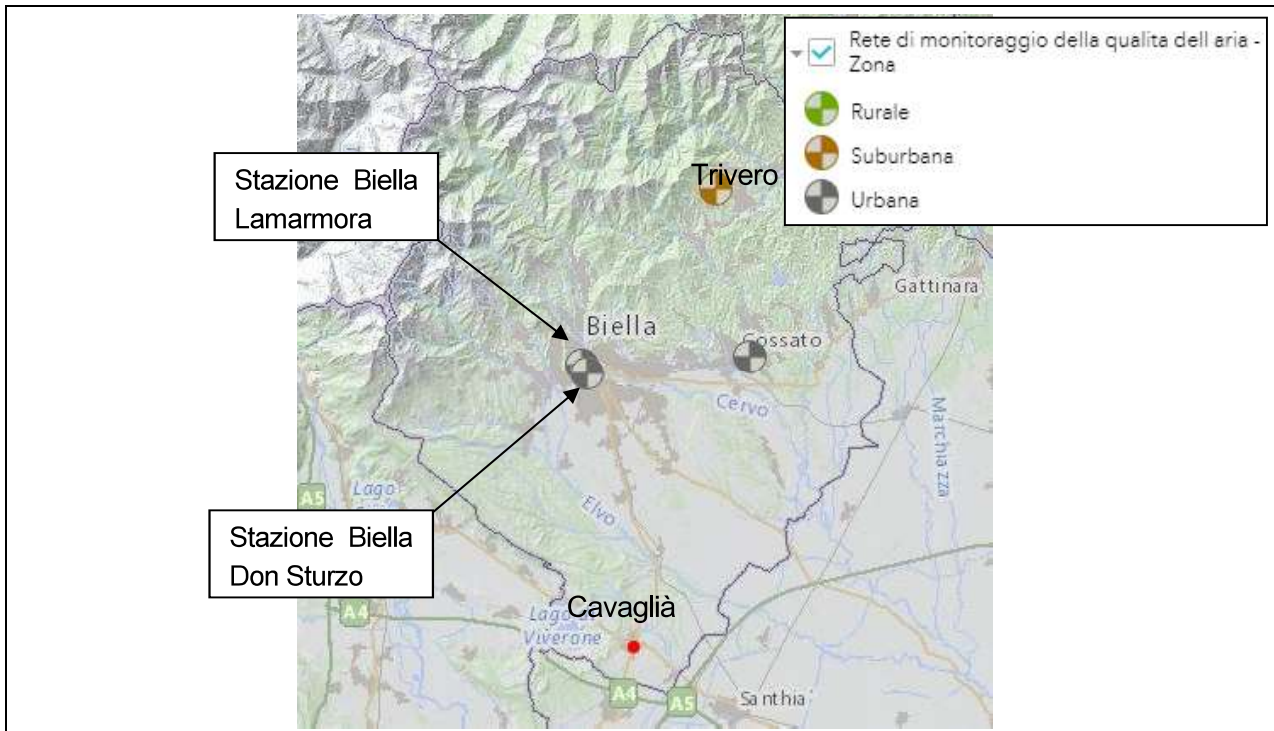 Rete di monitoraggio della qualita dell aria -
Zona
Rurale
Suburbana
Urbana
Trivero
Stazione Biella
Lamarmora
Gattinara
Biella
Cossato
Cervo
Marchiazza
A5
Lago
Elvo
Stazione Biella
Don Sturzo
Cavaglià
A4
Lago di
Viverone
A4
A5
Santhia